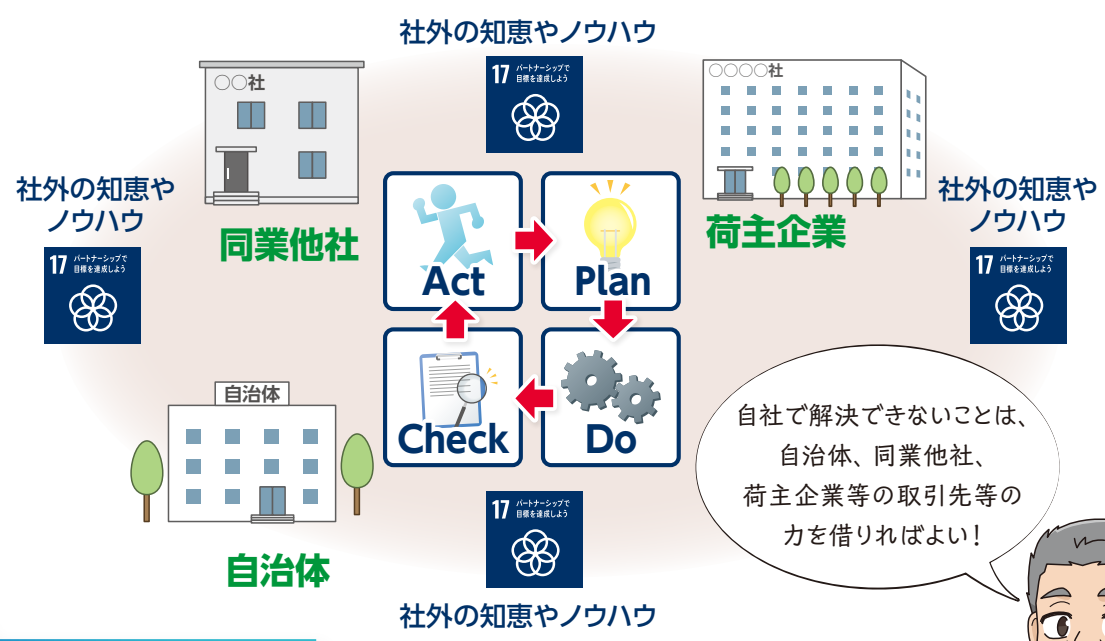 社外の知恵やノウハウ
17 パートナーシップで
目標を達成しよう
○○社
○○○○社
社外の知恵や
ノウハウ
17 パートナーシップで
目標を達成しよう
同業他社
荷主企業
社外の知恵や
ノウハウ
17 パートナーシップで
目標を達成しよう
Act
Plan
Check
Do
自治体
自治体
自社で解決できないことは、
自治体、同業他社、
荷主企業等の取引先等の
力を借りればよい!
17 パートナーシップで
目標を達成しよう
社外の知恵やノウハウ